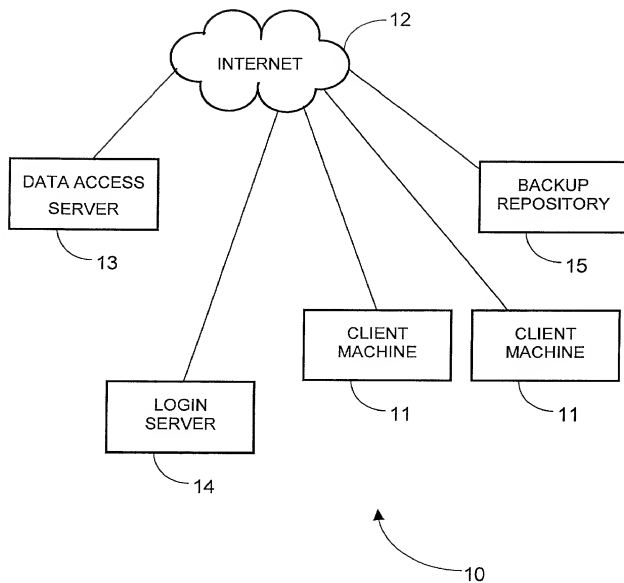 12
INTERNET
DATA ACCESS
SERVER
13
BACKUP
REPOSITORY
15
CLIENT
MACHINE
11
CLIENT
MACHINE
11
LOGIN
SERVER
14
10